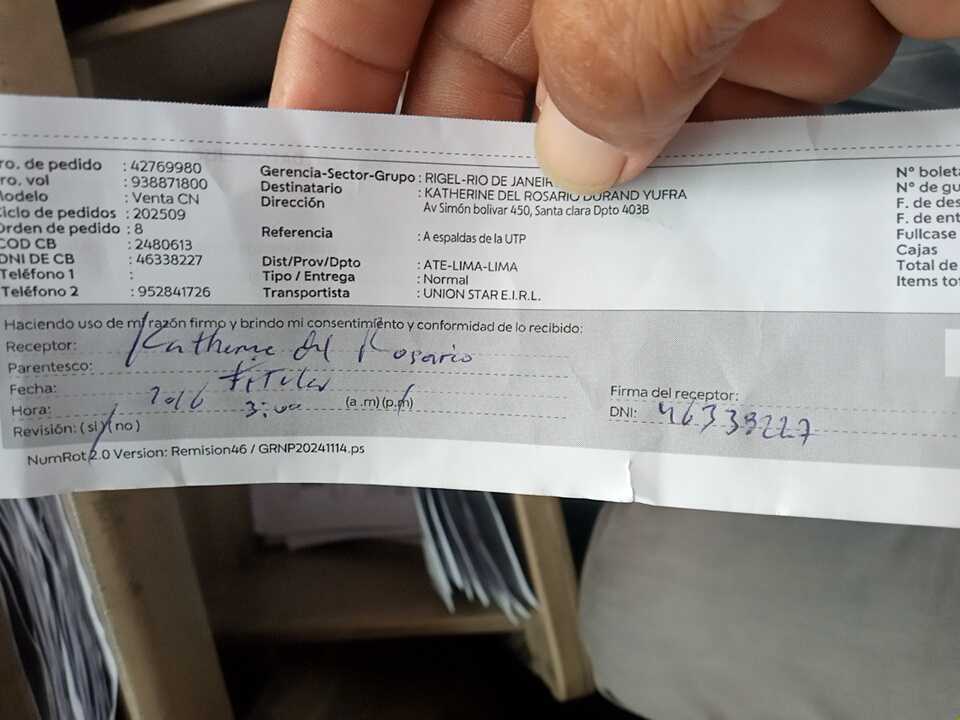 ro. de pedido : 42769980
ro. vol : 938871800
Modelo : Venta CN
Ciclo de pedidos : 202509
Orden de pedido : 8
COD CB : 2480613
DNI DE CB : 46338227
Teléfono 1 :
Teléfono 2 : 952841726
Gerencia-Sector-Grupo : RIGEL-RIO DE JANEIR
Destinatario : KATHERINE DEL ROSARIO DURAND YUFRA
Dirección Av Simón bolivar 450, Santa clara Dpto 403B
Referencia : A espaldas de la UTP
Dist/Prov/Dpto : ATE-LIMA-LIMA
Tipo / Entrega : Normal
Transportista : UNION STAR E.I.R.L.
N° bolet
N° de gu
F. de des
F. de ent
Fullcase
Cajas
Total de
Items tot
Haciendo uso de mi razón firmo y brindo mi consentimiento y conformidad de lo recibido:
Receptor: Katherine del Rosario
Parentesco: Titular
Fecha: 2016
Hora: 3:00 (a .m) (p.m)
Revisión: ( si ) ( no )
Firma del receptor:
DNI: 46338227
NumRot 2.0 Version: Remision46 / GRNP20241114.ps